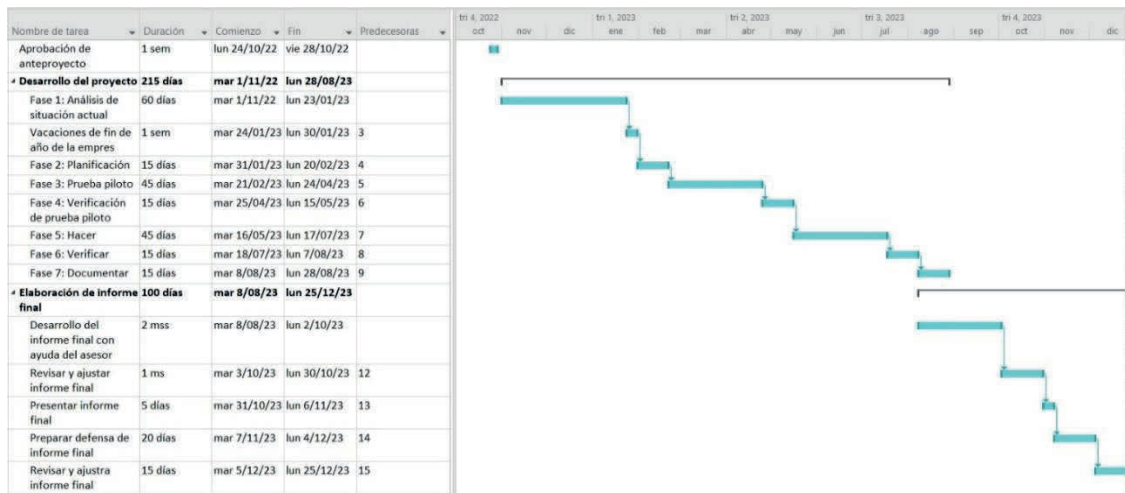 tri 4, 2022 tri 1, 2023 tri 2, 2023 tri 3, 2023 tri 4, 2023
Nombre de tarea Duración Comienzo Fin Predecesoras oct nov dic ene feb mar abr may jun jul ago sep oct nov dic
Aprobación de 1 sem lun 24/10/22 vie 28/10/22
anteproyecto
Desarrollo del proyecto 215 días mar 1/11/22 lun 28/08/23
Fase 1: Análisis de 60 días mar 1/11/22 lun 23/01/23
situación actual
Vacaciones de fin de 1 sem mar 24/01/23 lun 30/01/23 3
año de la empres
Fase 2: Planificación 15 días mar 31/01/23 lun 20/02/23 4
Fase 3: Prueba piloto 45 días mar 21/02/23 lun 24/04/23 5
Fase 4: Verificación 15 días mar 25/04/23 lun 15/05/23 6
de prueba piloto
Fase 5: Hacer 45 días mar 16/05/23 lun 17/07/23 7
Fase 6: Verificar 15 días mar 18/07/23 lun 7/08/23 8
Fase 7: Documentar 15 días mar 8/08/23 lun 28/08/23 9
Elaboración de informe 100 días mar 8/08/23 lun 25/12/23
final
Desarrollo del 2 mss mar 8/08/23 lun 2/10/23
informe final con
ayuda del asesor
Revisar y ajustar 1 ms mar 3/10/23 lun 30/10/23 12
informe final
Presentar informe 5 días mar 31/10/23 lun 6/11/23 13
final
Preparar defensa de 20 días mar 7/11/23 lun 4/12/23 14
informe final
Revisar y ajustra 15 días mar 5/12/23 lun 25/12/23 15
informe final